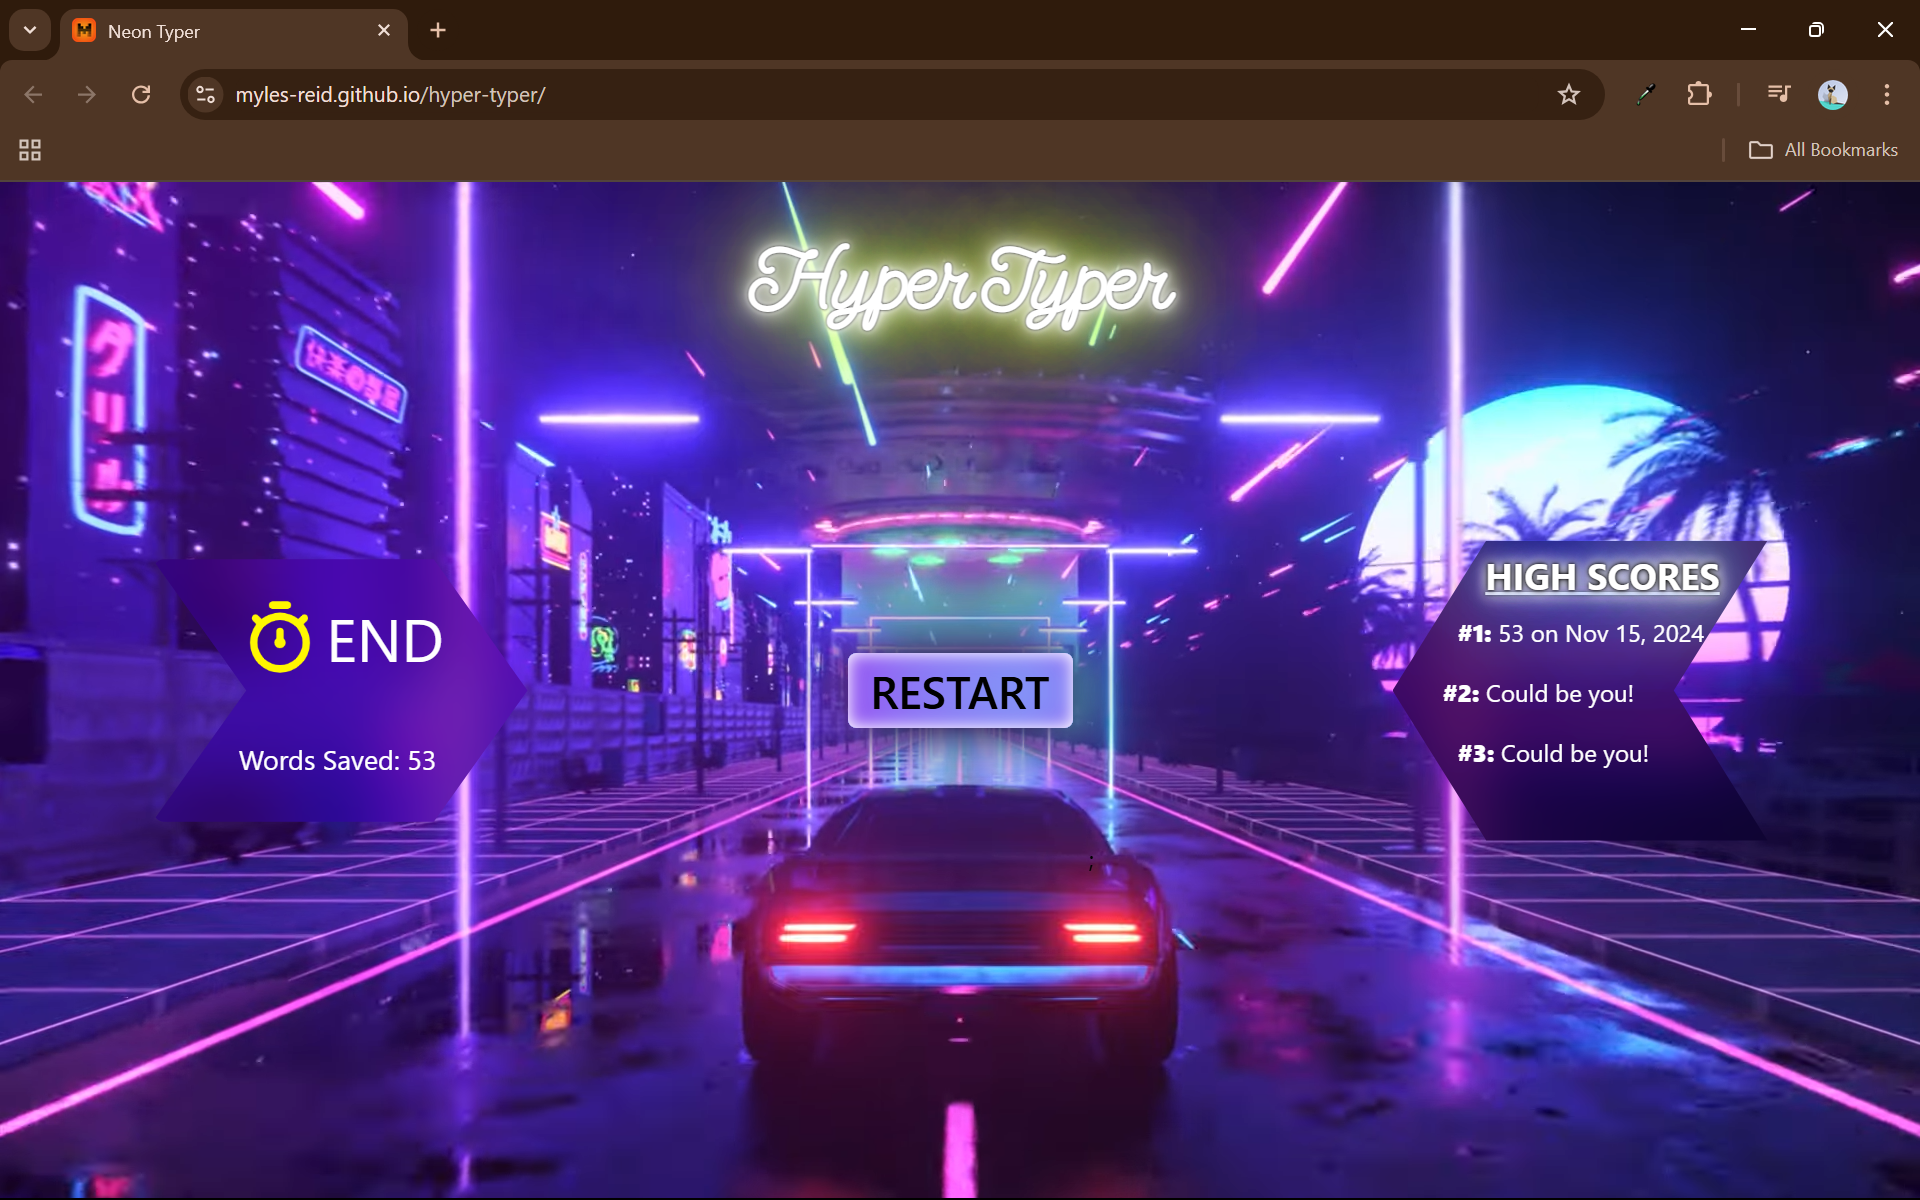 Neon Typer
myles-reid.github.io/hyper-typer/
All Bookmarks
Hyper Typer
END
Words Saved: 53
RESTART
HIGH SCORES
#1: 53 on Nov 15, 2024
#2: Could be you!
#3: Could be you!